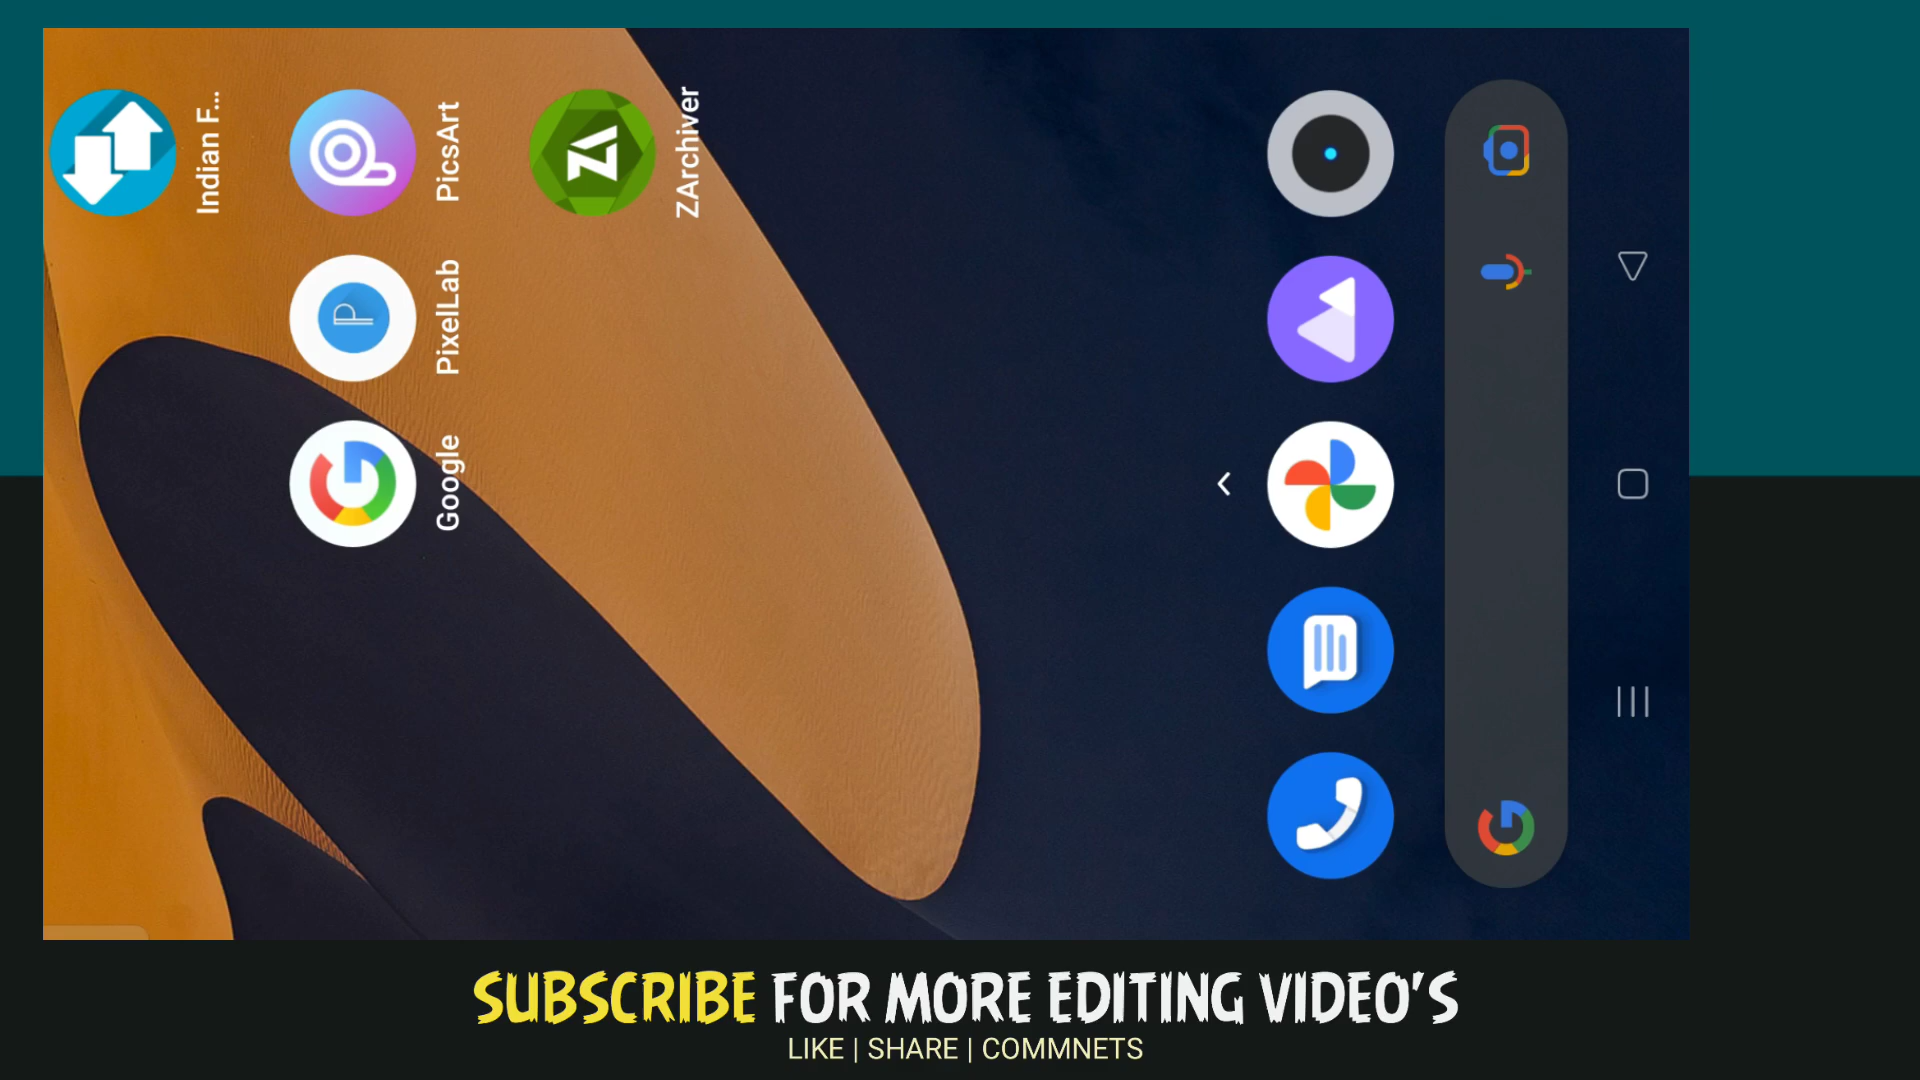 Indian F...
PicsArt
ZArchiver
PixelLab
Google
SUBSCRIBE FOR MORE EDITING VIDEO'S
LIKE | SHARE | COMMNETS